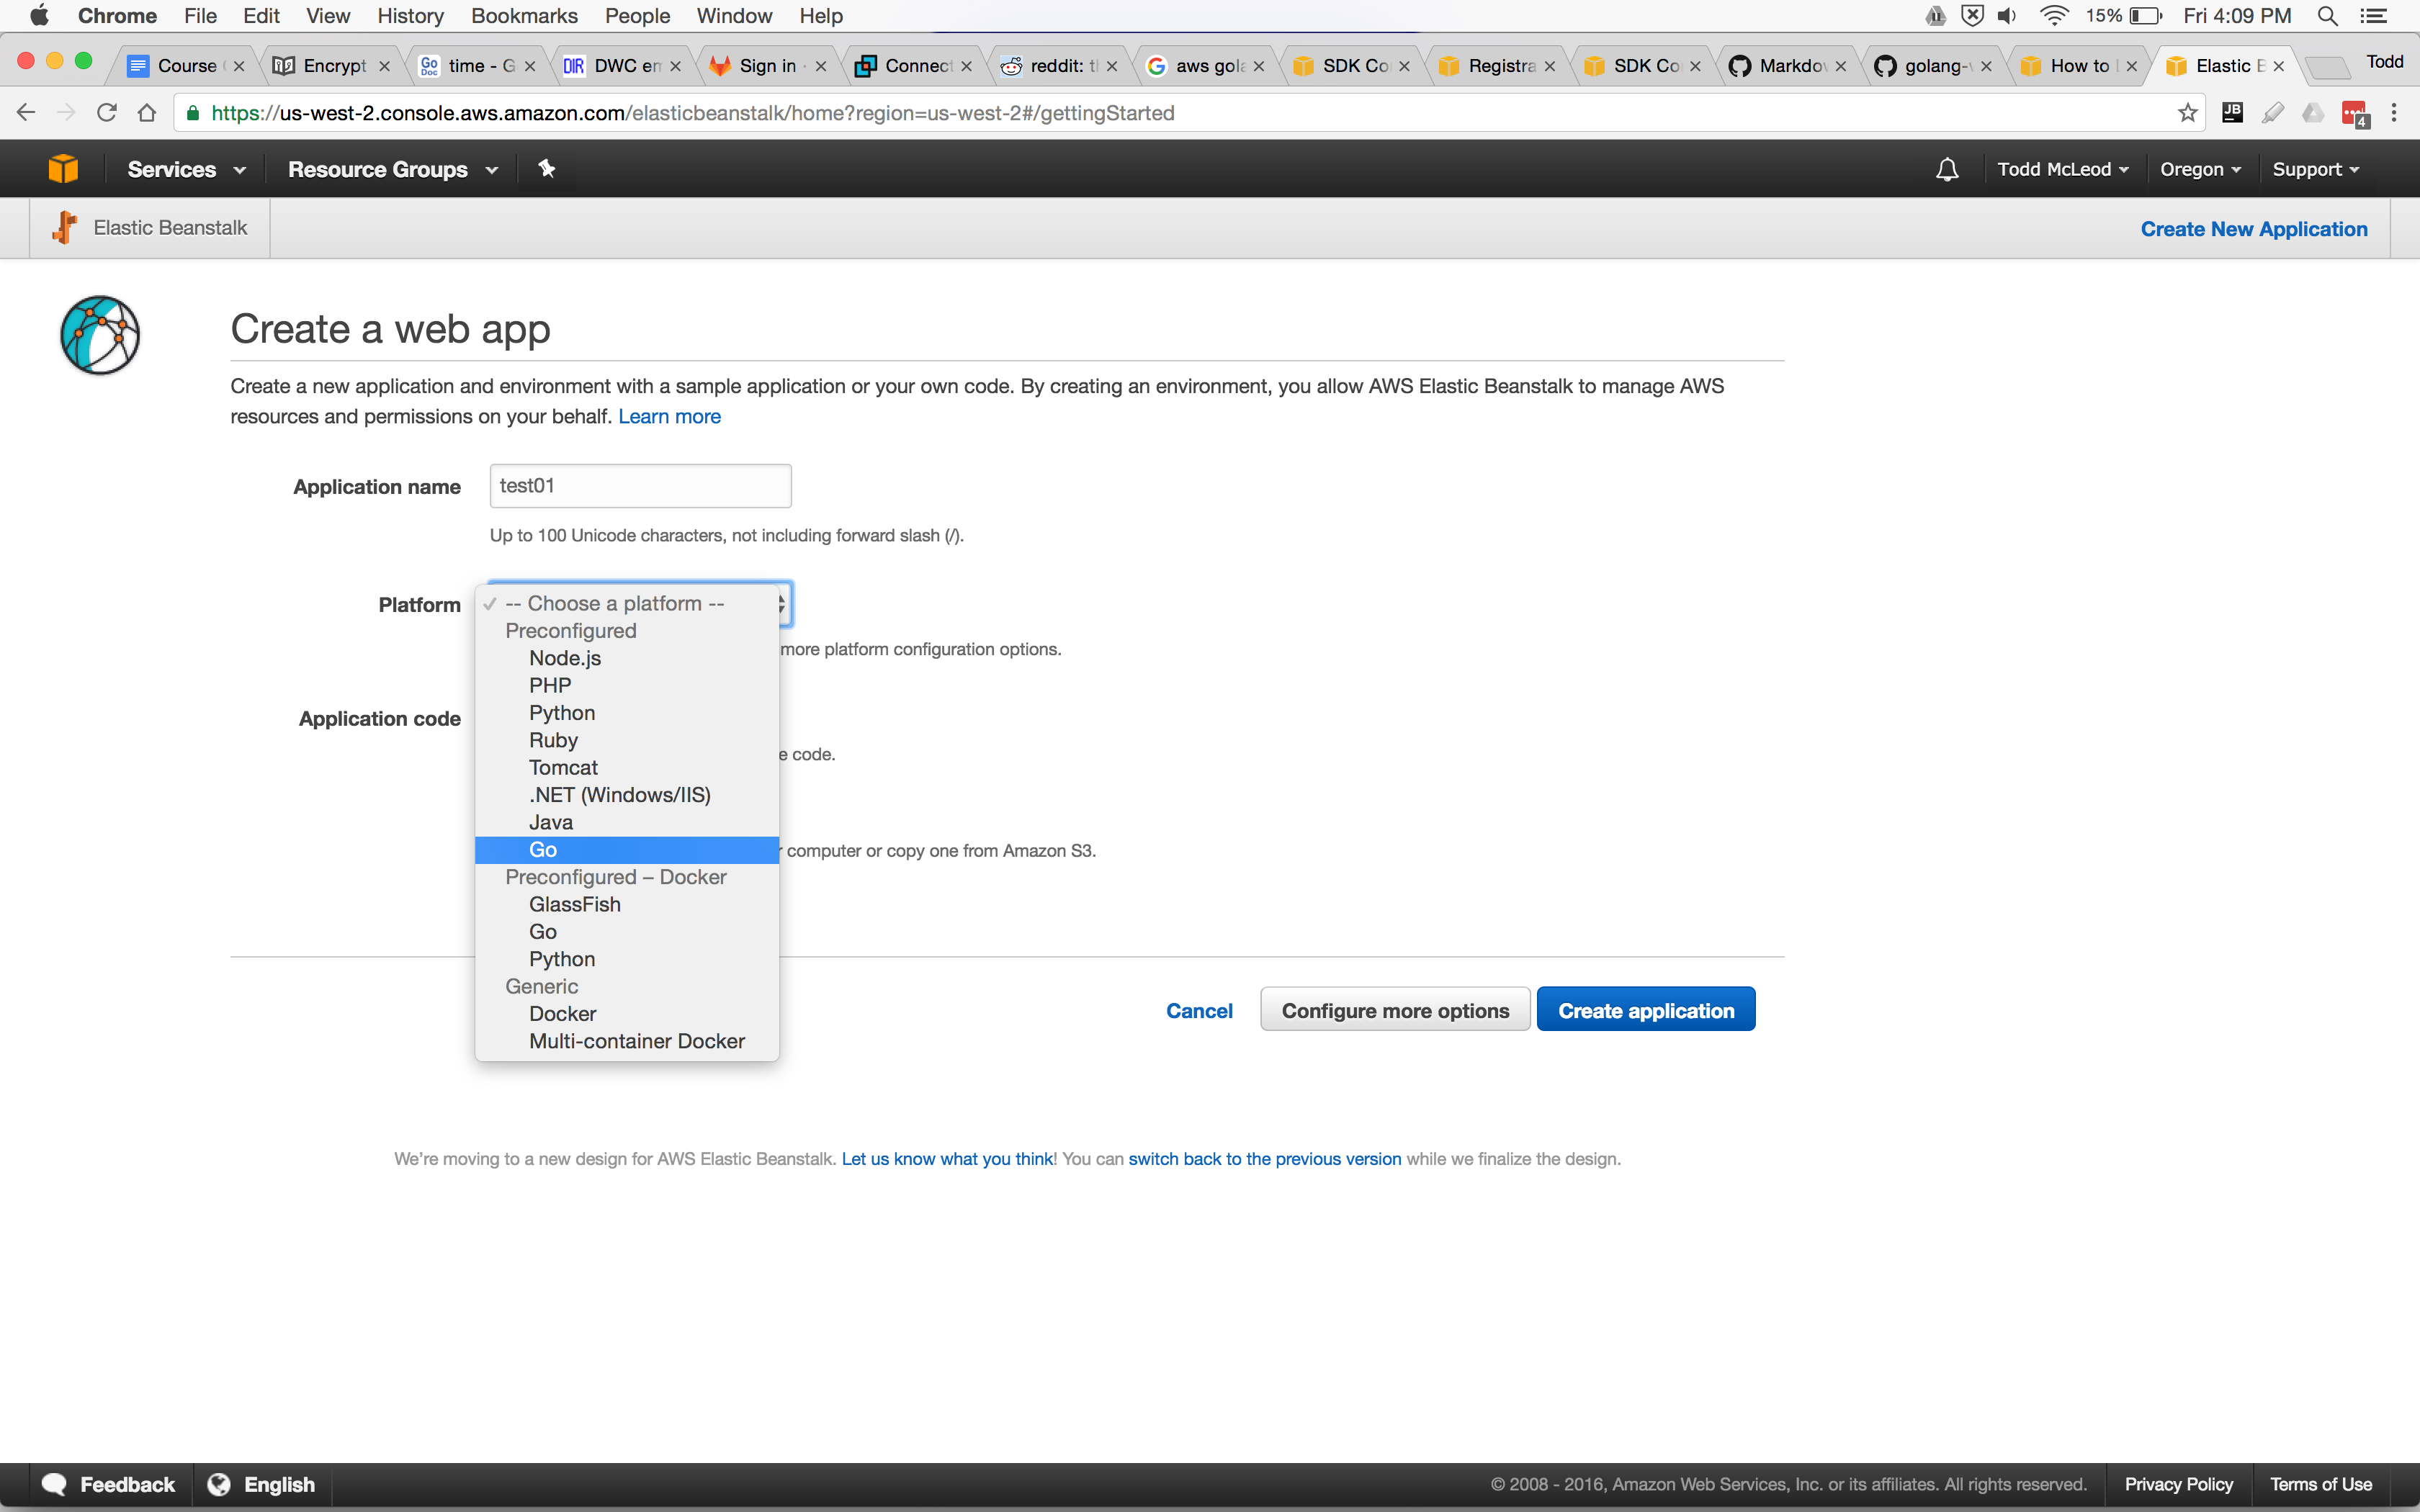 Chrome File Edit View History Bookmarks People Window Help 15% Fri 4:09 PM
Course Encrypt time - G DWC em Sign in Connect reddit: t aws gola SDK Co Registra SDK Co Markdov golang- How to Elastic B Todd
https://us-west-2.console.aws.amazon.com/elasticbeanstalk/home?region=us-west-2#/gettingStarted JB 4
Services Resource Groups Todd McLeod Oregon Support
Elastic Beanstalk Create New Application
Create a web app
Create a new application and environment with a sample application or your own code. By creating an environment, you allow AWS Elastic Beanstalk to manage AWS
resources and permissions on your behalf. Learn more
Application name test01
Up to 100 Unicode characters, not including forward slash (/).
Platform ✓ -- Choose a platform --
Preconfigured
more platform configuration options.
Node.js
PHP
Python
Application code
Ruby
e code.
Tomcat
.NET (Windows/IIS)
Java
Go
computer or copy one from Amazon S3.
Preconfigured – Docker
GlassFish
Go
Python
Generic
Docker
Multi-container Docker
Cancel Configure more options Create application
We're moving to a new design for AWS Elastic Beanstalk. Let us know what you think! You can switch back to the previous version while we finalize the design.
Feedback English © 2008 - 2016, Amazon Web Services, Inc. or its affiliates. All rights reserved. Privacy Policy Terms of Use